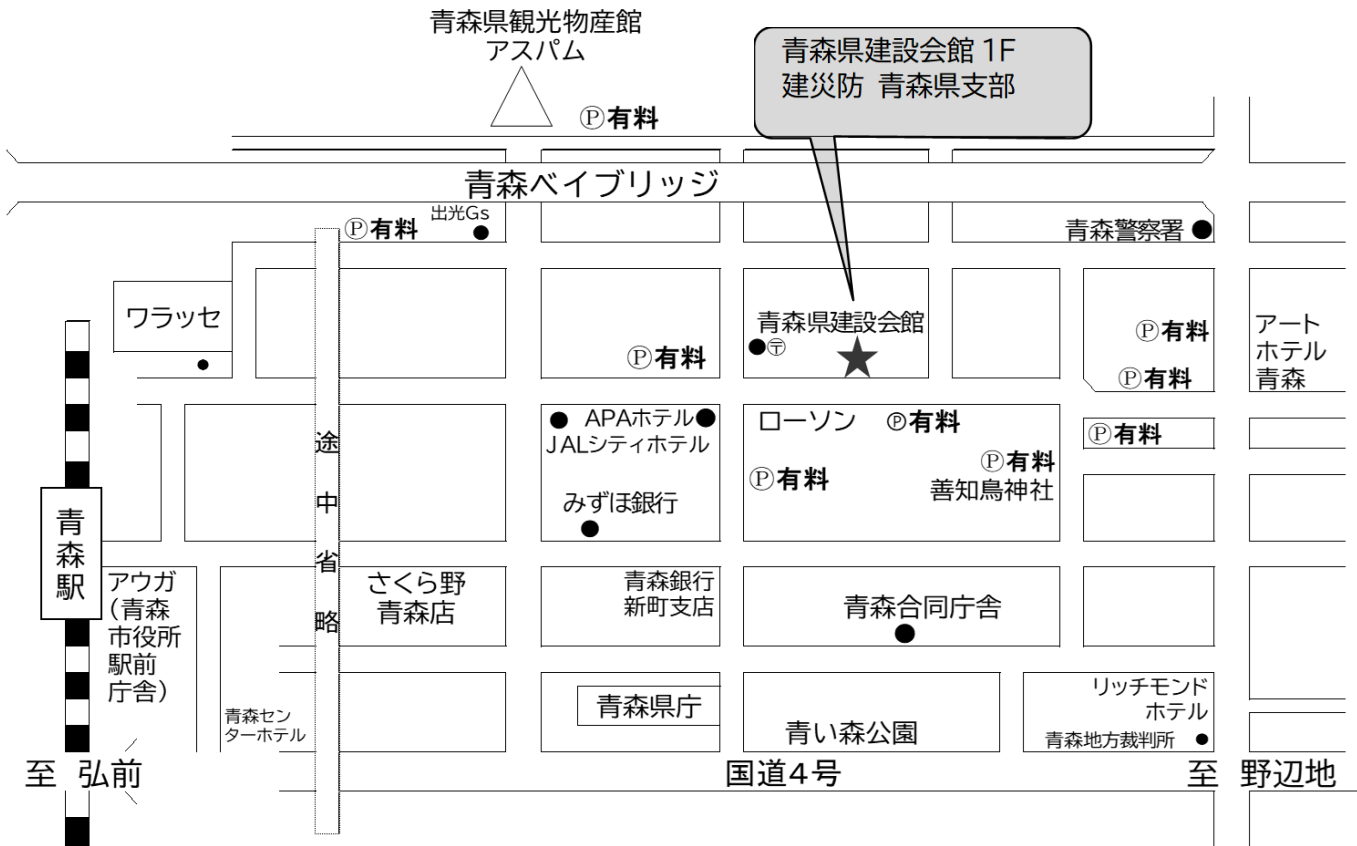 青森県観光物産館
アスパム
青森県建設会館 1F
建災防 青森県支部
Ⓟ有料
青森ベイブリッジ
出光Gs
Ⓟ有料
青森警察署
ワラッセ
青森県建設会館
〒
Ⓟ有料
Ⓟ有料
Ⓟ有料
アート
ホテル
青森
APAホテル
JALシティホテル
ローソン
Ⓟ有料
Ⓟ有料
Ⓟ有料
Ⓟ有料
善知鳥神社
みずほ銀行
途中省略
青森駅
アウガ
(青森
市役所
駅前
庁舎)
さくら野
青森店
青森銀行
新町支店
青森合同庁舎
青森セン
ターホテル
青森県庁
青い森公園
リッチモンド
ホテル
青森地方裁判所
至 弘前
国道4号
至 野辺地